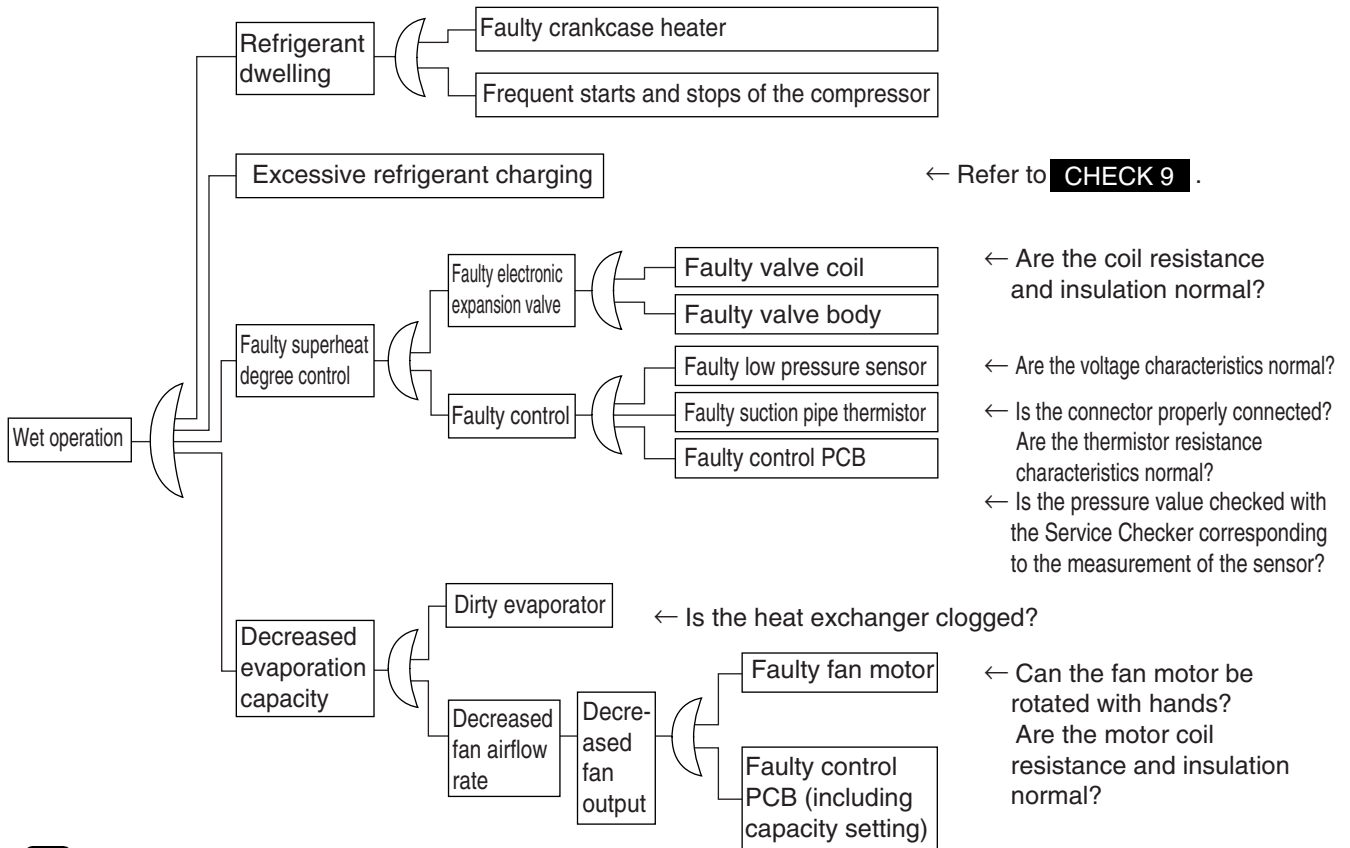 Refrigerant
dwelling
Faulty crankcase heater
Frequent starts and stops of the compressor
Excessive refrigerant charging
← Refer to CHECK 9 .
Wet operation
Faulty superheat
degree control
Faulty electronic
expansion valve
Faulty valve coil
← Are the coil resistance
and insulation normal?
Faulty valve body
Faulty control
Faulty low pressure sensor
← Are the voltage characteristics normal?
Faulty suction pipe thermistor
← Is the connector properly connected?
Are the thermistor resistance
characteristics normal?
Faulty control PCB
← Is the pressure value checked with
the Service Checker corresponding
to the measurement of the sensor?
Decreased
evaporation
capacity
Dirty evaporator
← Is the heat exchanger clogged?
Decreased
fan airflow
rate
Decre-
ased
fan
output
Faulty fan motor
← Can the fan motor be
rotated with hands?
Are the motor coil
resistance and insulation
normal?
Faulty control
PCB (including
capacity setting)